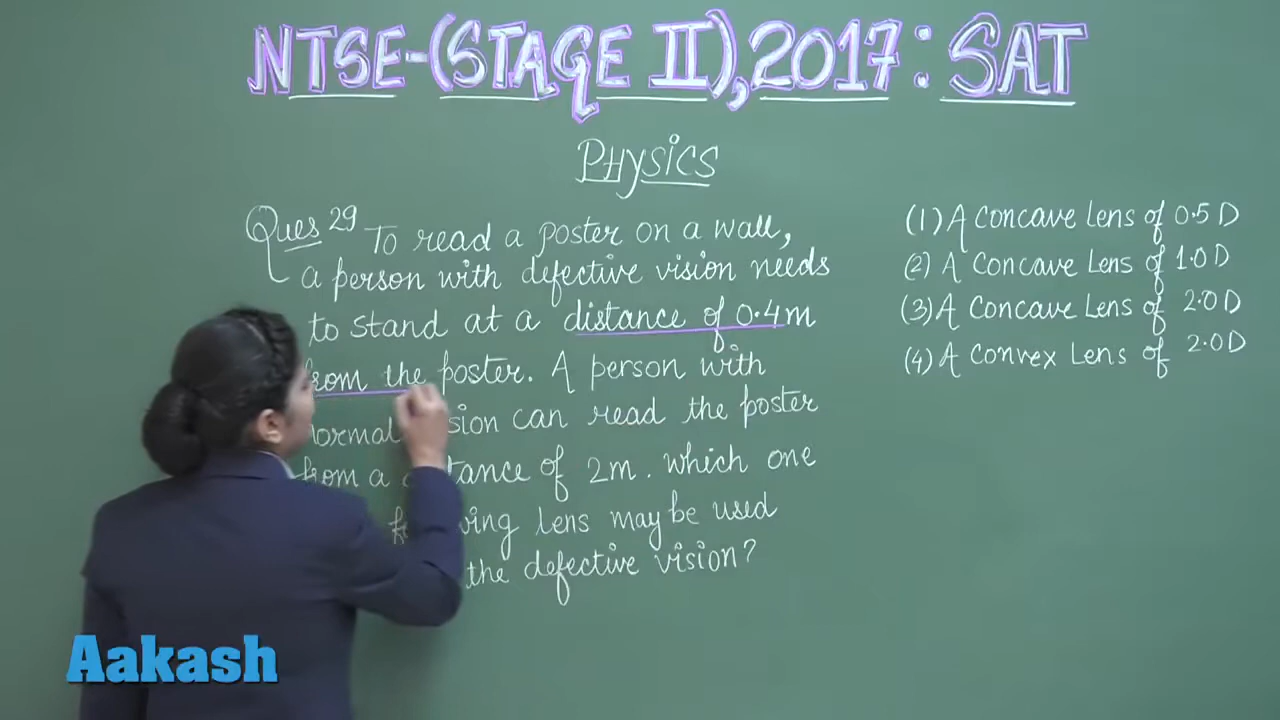 NTSE-(STAGE II), 2017 : SAT
PHYSICS
Ques 29 To read a poster on a wall,
a person with defective vision needs
to stand at a distance of 0.4m
from the poster. A person with
normal can read the poster
from a of 2m. which one
lens may be used
the defective vision?
(1) A Concave Lens of 0.5 D
(2) A Concave Lens of 1.0 D
(3) A Concave Lens of 2.0 D
(4) A Convex Lens of 2.0 D
Aakash